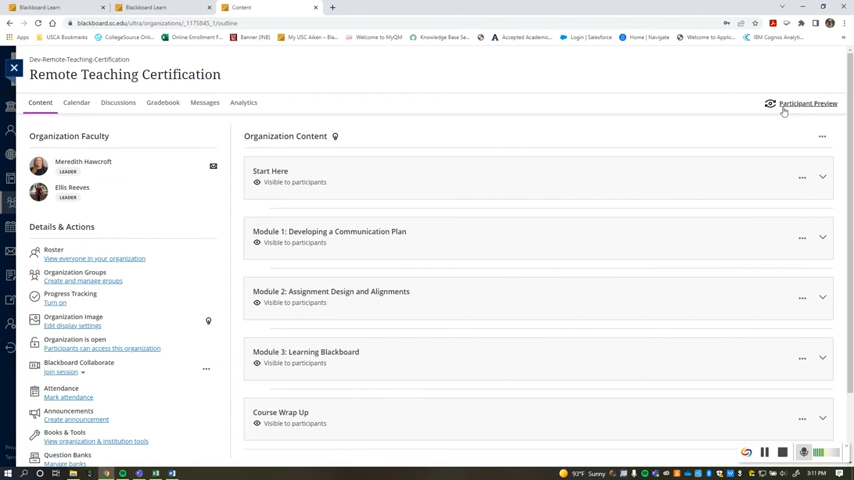 Blackboard Learn
Blackboard Learn
Content
blackboard.sc.edu/ultra/organizations/_1175845_1/outline
Apps
USCA Bookmarks
CollegeSource Onli...
Online Enrollment F...
Banner (INB)
My USC Aiken – Bla...
Welcome to MyQM
Knowledge Base Se...
Accepted Academic...
Login | Salesforce
Home | Navigate
Welcome to Applic...
IBM Cognos Analyti...
Dev-Remote-Teaching-Certification
Remote Teaching Certification
Content Calendar Discussions Gradebook Messages Analytics
Participant Preview
Organization Faculty
Meredith Hawcroft
LEADER
Ellis Reeves
LEADER
Details & Actions
Roster
View everyone in your organization
Organization Groups
Create and manage groups
Progress Tracking
Turn on
Organization Image
Edit display settings
Organization is open
Participants can access this organization
Blackboard Collaborate
Join session
Attendance
Mark attendance
Announcements
Create announcement
Books & Tools
View organization & institution tools
Question Banks
Manage banks
Organization Content
Start Here
Visible to participants
Module 1: Developing a Communication Plan
Visible to participants
Module 2: Assignment Design and Alignments
Visible to participants
Module 3: Learning Blackboard
Visible to participants
Course Wrap Up
Visible to participants
93°F Sunny
3:11 PM